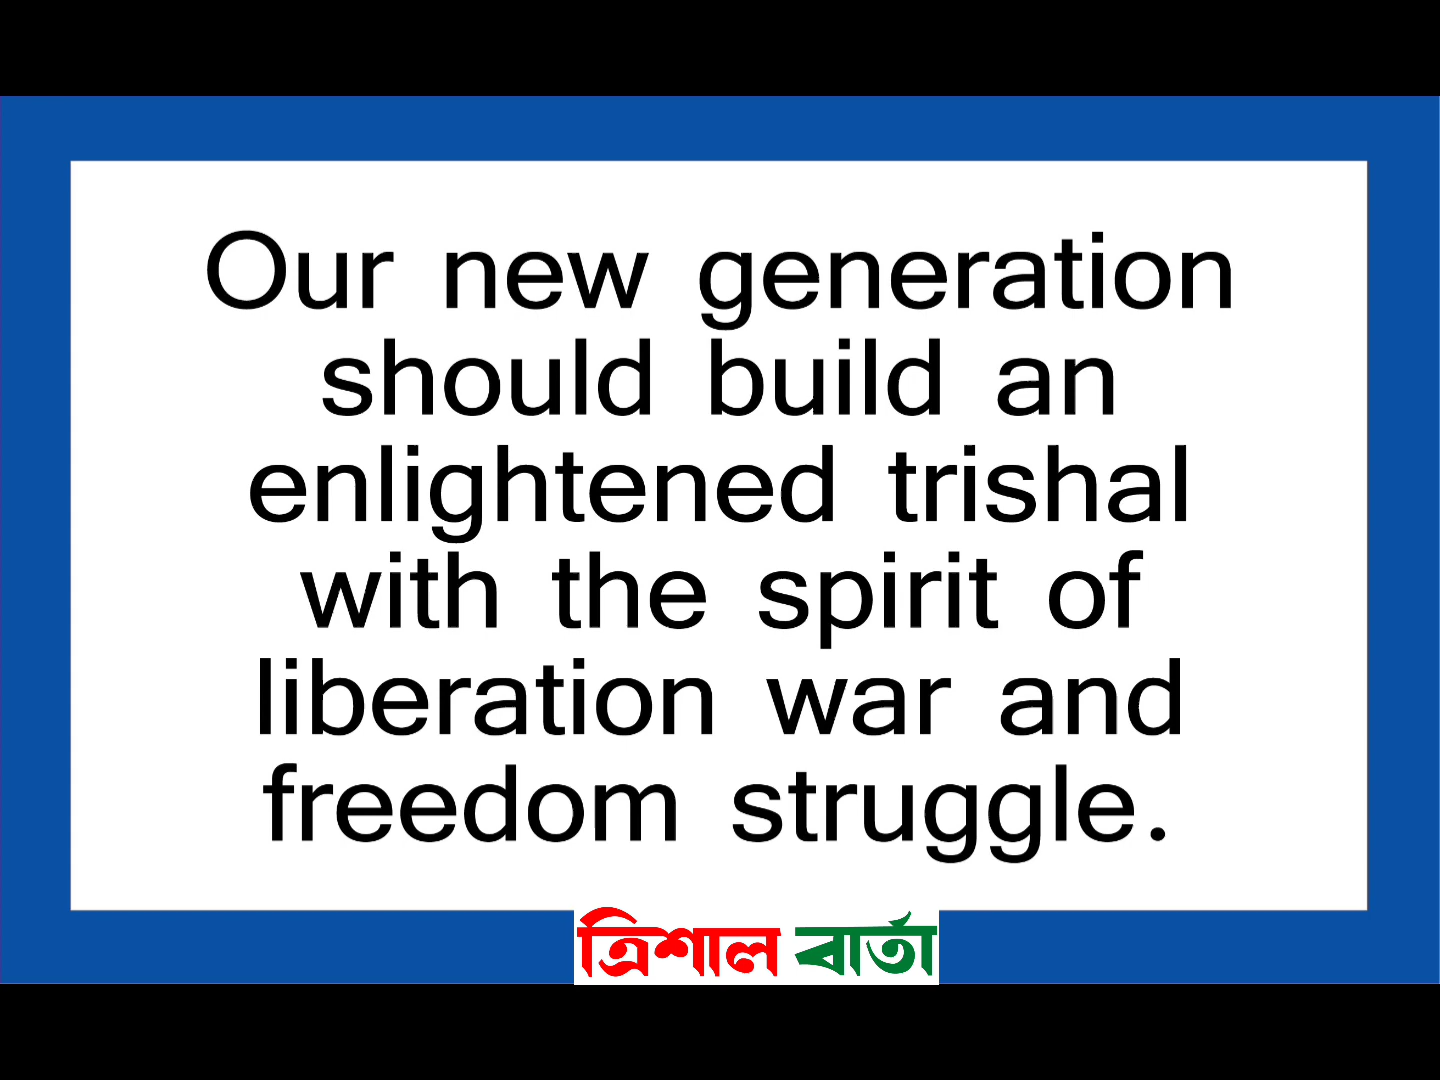 Our new generation
should build an
enlightened trishal
with the spirit of
liberation war and
freedom struggle.
ত্রিশাল বার্তা